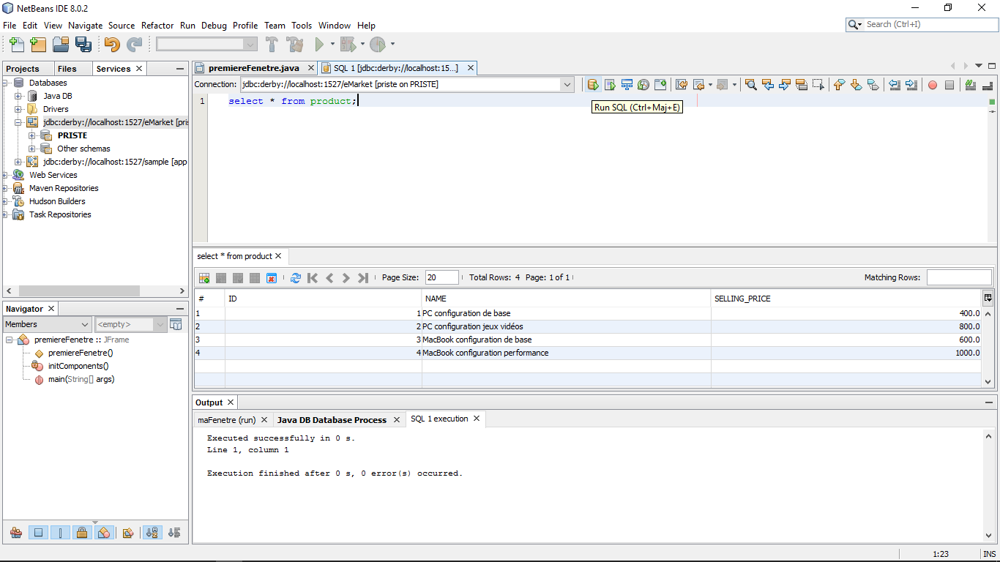 NetBeans IDE 8.0.2
File Edit View Navigate Source Refactor Run Debug Profile Team Tools Window Help
Search (Ctrl+I)
Projects Files Services
premiereFenetre.java SQL 1 [jdbc:derby://localhost:15...]
Databases
Java DB
Drivers
jdbc:derby://localhost:1527/eMarket [pri
PRISTE
Other schemas
jdbc:derby://localhost:1527/sample [app
Web Services
Maven Repositories
Hudson Builders
Task Repositories
Connection: jdbc:derby://localhost:1527/eMarket [priste on PRISTE]
1 select * from product;
Run SQL (Ctrl+Maj+E)
select * from product
Page Size: 20 Total Rows: 4 Page: 1 of 1 Matching Rows:
# ID NAME SELLING_PRICE
1 1 PC configuration de base 400.0
2 2 PC configuration jeux vidéos 800.0
3 3 MacBook configuration de base 600.0
4 4 MacBook configuration performance 1000.0
Navigator
Members <empty>
premiereFenetre :: JFrame
premiereFenetre()
initComponents()
main(String[] args)
Output
maFenetre (run) Java DB Database Process SQL 1 execution
Executed successfully in 0 s.
Line 1, column 1
Execution finished after 0 s, 0 error(s) occurred.
1:23 INS